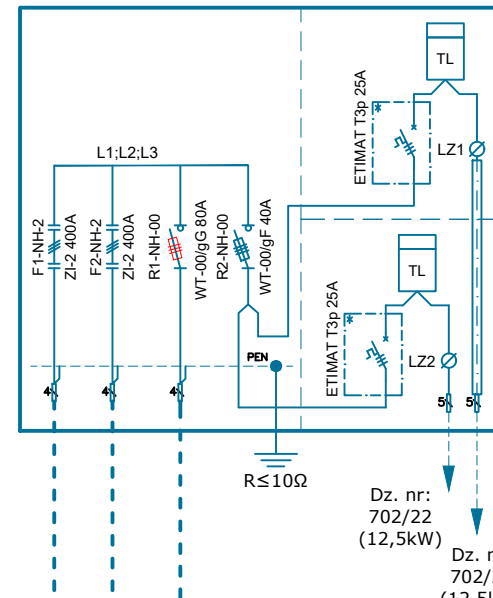 TL
ETIMAT T3p 25A
*
LZ1
L1;L2;L3
F1-NH-2
ZI-2 400A
F2-NH-2
ZI-2 400A
R1-NH-00
WT-00/gG 80A
R2-NH-00
WT-00/gF 40A
TL
ETIMAT T3p 25A
*
LZ2
PEN
4
4
4
5
5
R≤10Ω
Dz. nr:
702/22
(12,5kW)
Dz.
702/